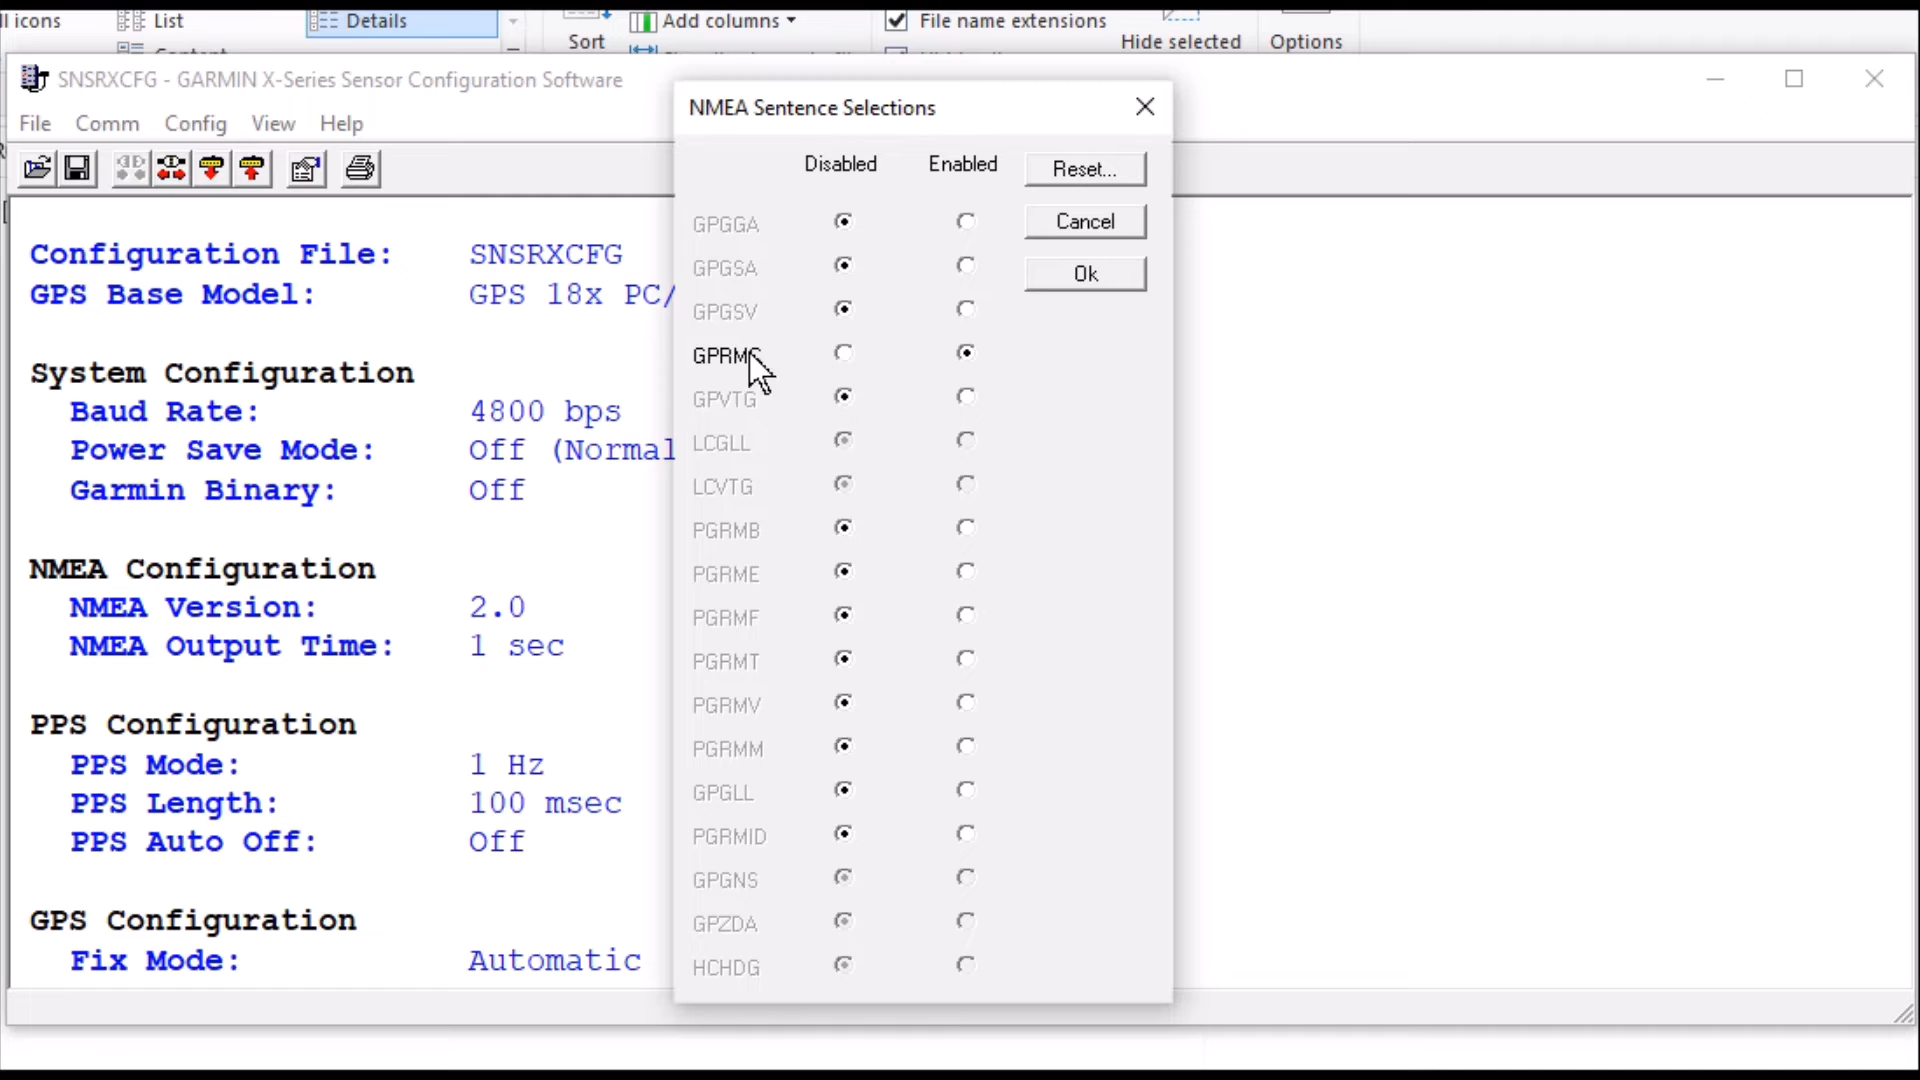 ll icons
List
Details
Sort
Add columns
File name extensions
Hide selected
Options
SNSRXCFG - GARMIN X-Series Sensor Configuration Software
File Comm Config View Help
Configuration File: SNSRXCFG
GPS Base Model: GPS 18x PC/
System Configuration
Baud Rate: 4800 bps
Power Save Mode: Off (Normal
Garmin Binary: Off
NMEA Configuration
NMEA Version: 2.0
NMEA Output Time: 1 sec
PPS Configuration
PPS Mode: 1 Hz
PPS Length: 100 msec
PPS Auto Off: Off
GPS Configuration
Fix Mode: Automatic
NMEA Sentence Selections
Disabled Enabled
Reset...
Cancel
Ok
GPGGA
GPGSA
GPGSV
GPRMC
GPVTG
LCGLL
LCVTG
PGRMB
PGRME
PGRMF
PGRMT
PGRMV
PGRMM
GPGLL
PGRMID
GPGNS
GPZDA
HCHDG